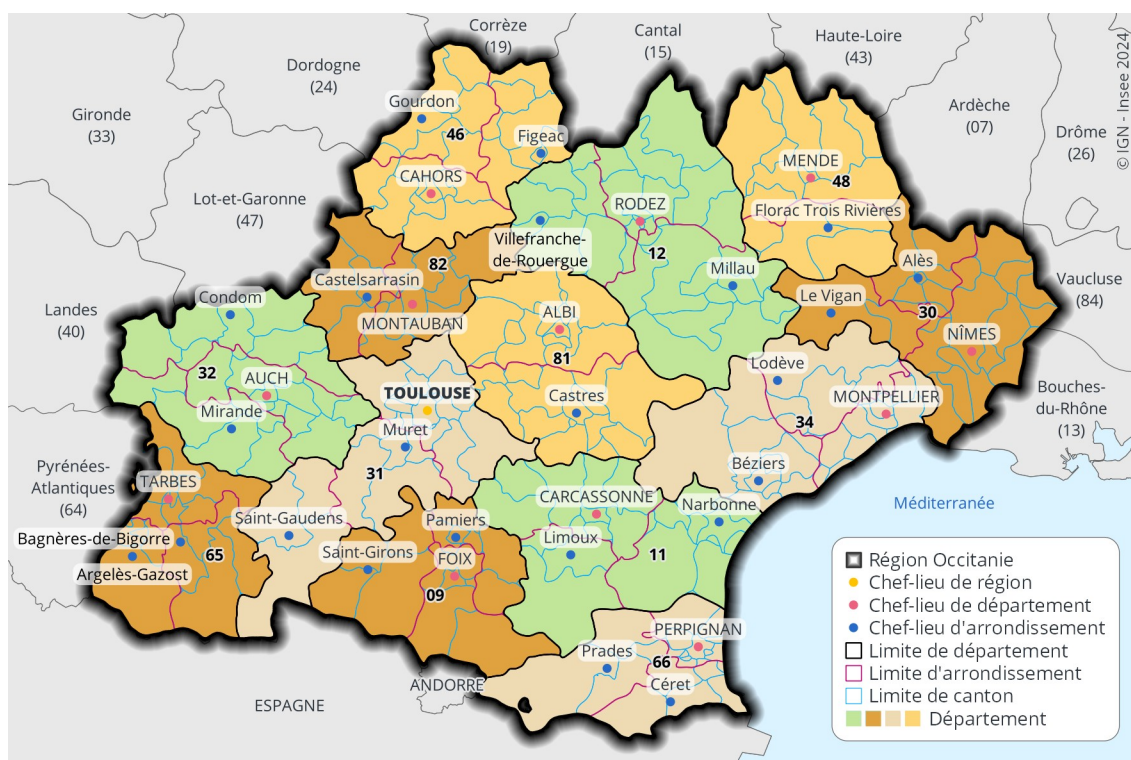 Corrèze
(19)
Cantal
(15)
Haute-Loire
(43)
© IGN - Insee 2024
Dordogne
(24)
Gironde
(33)
Ardèche
(07)
Drôme
(26)
Gourdon
46
Figeac
MENDE
48
CAHORS
Lot-et-Garonne
(47)
RODEZ
Florac Trois Rivières
Villefranche-
de-Rouergue
12
82
Castelsarrasin
Millau
Alès
Vaucluse
(84)
Landes
(40)
Condom
MONTAUBAN
ALBI
Le Vigan
30
NÎMES
81
Lodève
32
AUCH
TOULOUSE
Castres
MONTPELLIER
Bouches-
du-Rhône
(13)
Mirande
Muret
34
Béziers
Pyrénées-
Atlantiques
(64)
TARBES
31
CARCASSONNE
Narbonne
Méditerranée
Saint-Gaudens
Pamiers
Bagnères-de-Bigorre
Saint-Girons
Limoux
65
FOIX
11
Argelès-Gazost
09
PERPIGNAN
Prades
66
Céret
ANDORRE
ESPAGNE
Région Occitanie
Chef-lieu de région
Chef-lieu de département
Chef-lieu d'arrondissement
Limite de département
Limite d'arrondissement
Limite de canton
Département